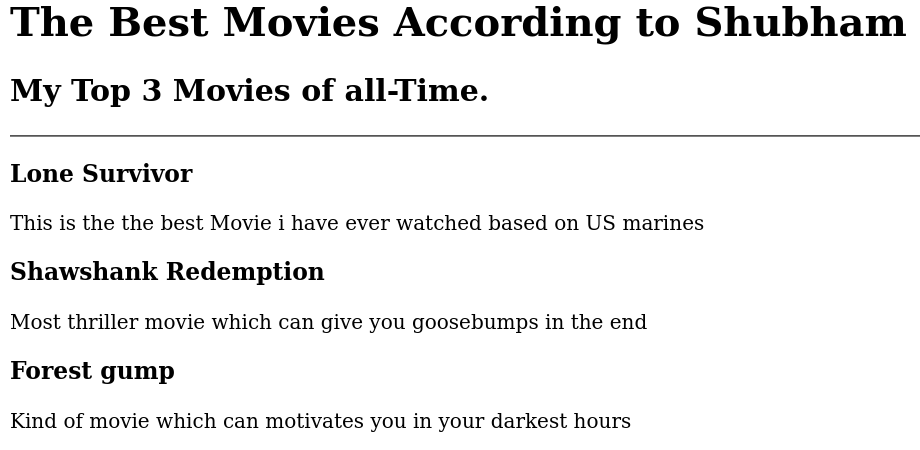 The Best Movies According to Shubham
My Top 3 Movies of all-Time.
Lone Survivor
This is the the best Movie i have ever watched based on US marines
Shawshank Redemption
Most thriller movie which can give you goosebumps in the end
Forest gump
Kind of movie which can motivates you in your darkest hours